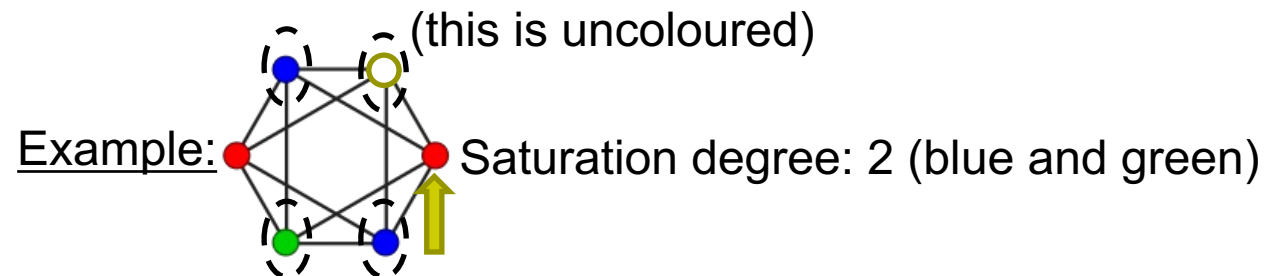 (this is uncoloured)
Example:
Saturation degree: 2 (blue and green)